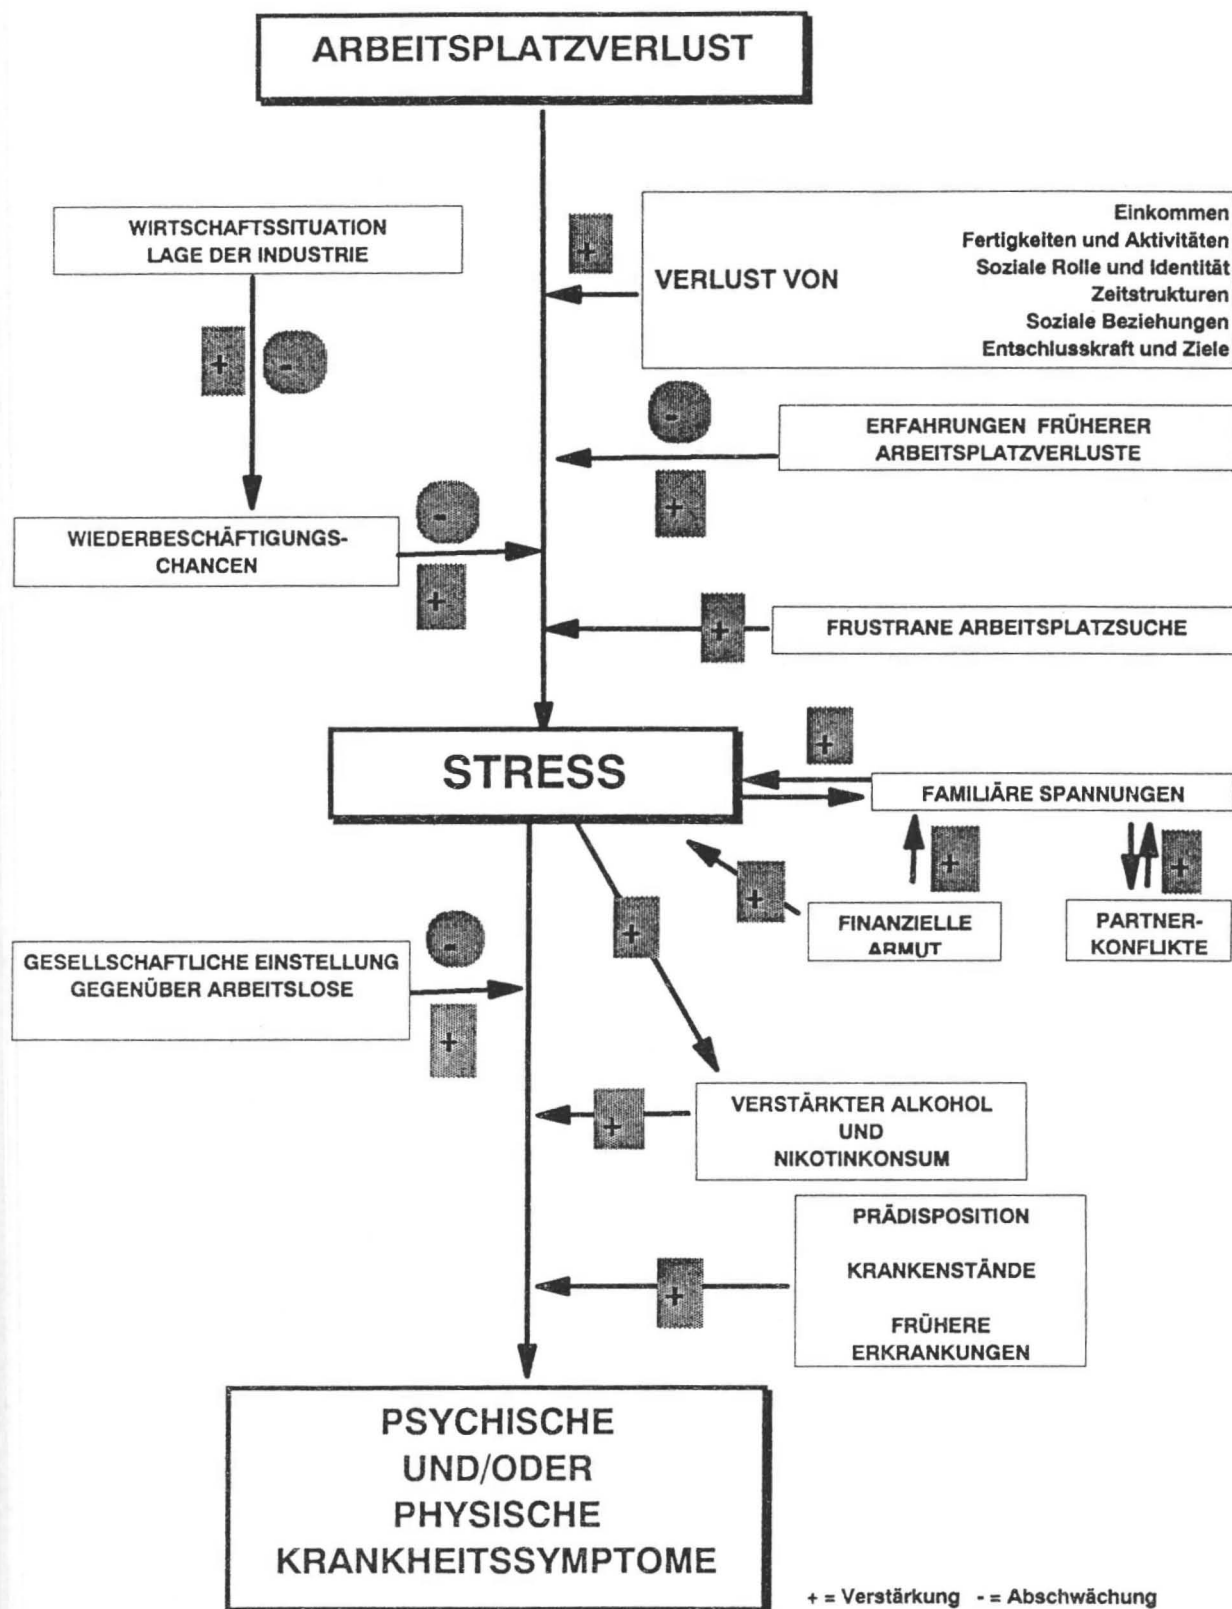 ARBEITSPLATZVERLUST
WIRTSCHAFTSSITUATION
LAGE DER INDUSTRIE
+
-
+
VERLUST VON
Einkommen
Fertigkeiten und Aktivitäten
Soziale Rolle und Identität
Zeitstrukturen
Soziale Beziehungen
Entschlusskraft und Ziele
-
+
ERFAHRUNGEN FRÜHERER
ARBEITSPLATZVERLUSTE
WIEDERBESCHÄFTIGUNGS-
CHANCEN
-
+
+
FRUSTRANE ARBEITSPLATZSUCHE
STRESS
+
FAMILIÄRE SPANNUNGEN
+
+
+
FINANZIELLE
ARMUT
PARTNER-
KONFLIKTE
+
GESELLSCHAFTLICHE EINSTELLUNG
GEGENÜBER ARBEITSLOSE
-
+
+
VERSTÄRKTER ALKOHOL
UND
NIKOTINKONSUM
+
PRÄDISPOSITION
KRANKENSTÄNDE
FRÜHERE
ERKRANKUNGEN
PSYCHISCHE
UND/ODER
PHYSISCHE
KRANKHEITSSYMPTOME
+ = Verstärkung - = Abschwächung